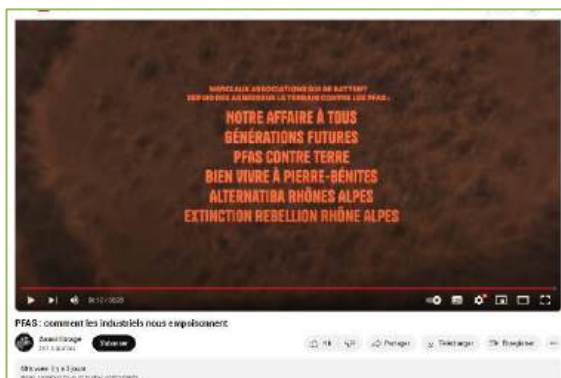 MERCI AUX ASSOCIATIONS QUI SE BATTENT
DEPUIS DES ANNÉES SUR LE TERRAIN CONTRE LES PFAS :
NOTRE AFFAIRE À TOUS
GÉNÉRATIONS FUTURES
PFAS CONTRE TERRE
BIEN VIVRE À PIERRE-BÉNITES
ALTERNATIBA RHÔNES ALPES
EXTINCTION REBELLION RHÔNE ALPES
PFAS : comment les industriels nous empoisonnent
S'abonner
Partager
Télécharger
Enregistrer